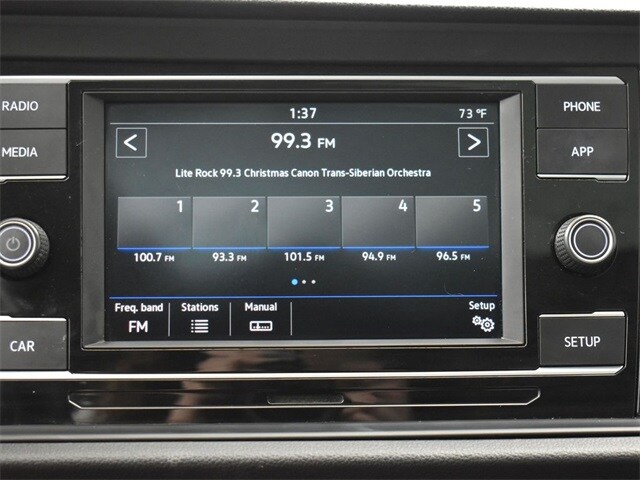 RADIO
MEDIA
CAR
1:37
73 °F
< 99.3 FM >
Lite Rock 99.3 Christmas Canon Trans-Siberian Orchestra
1 2 3 4 5
100.7 FM 93.3 FM 101.5 FM 94.9 FM 96.5 FM
Freq. band Stations Manual Setup
FM
PHONE
APP
SETUP